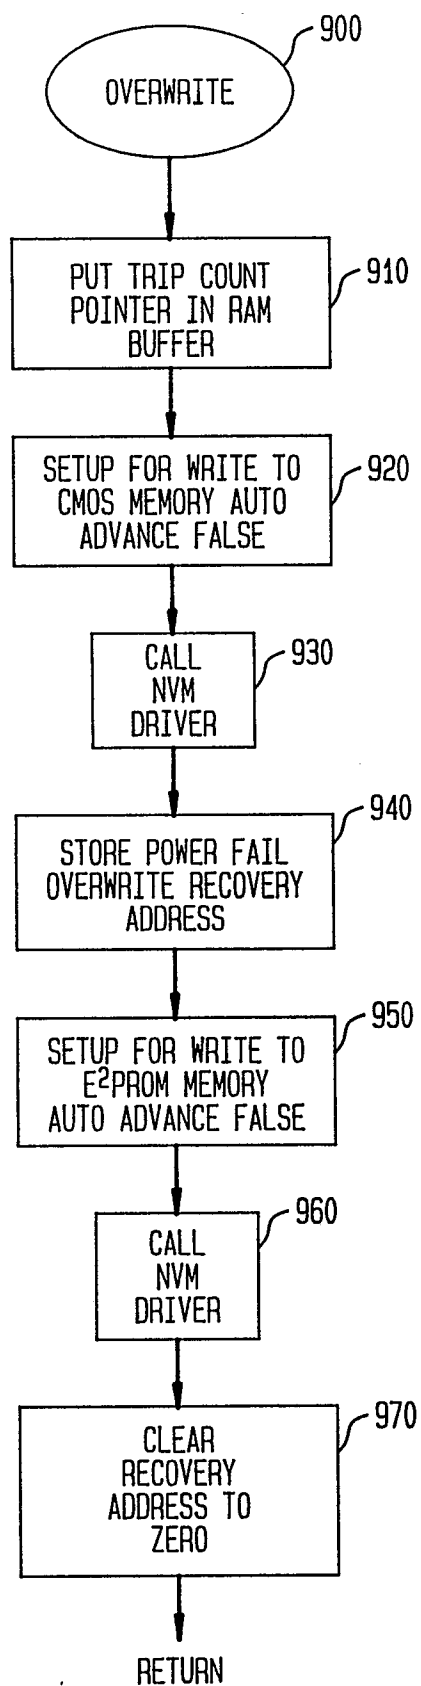 900
OVERWRITE
910
PUT TRIP COUNT
POINTER IN RAM
BUFFER
920
SETUP FOR WRITE TO
CMOS MEMORY AUTO
ADVANCE FALSE
930
CALL
NVM
DRIVER
940
STORE POWER FAIL
OVERWRITE RECOVERY
ADDRESS
950
SETUP FOR WRITE TO
E²PROM MEMORY
AUTO ADVANCE FALSE
960
CALL
NVM
DRIVER
970
CLEAR
RECOVERY
ADDRESS TO
ZERO
RETURN